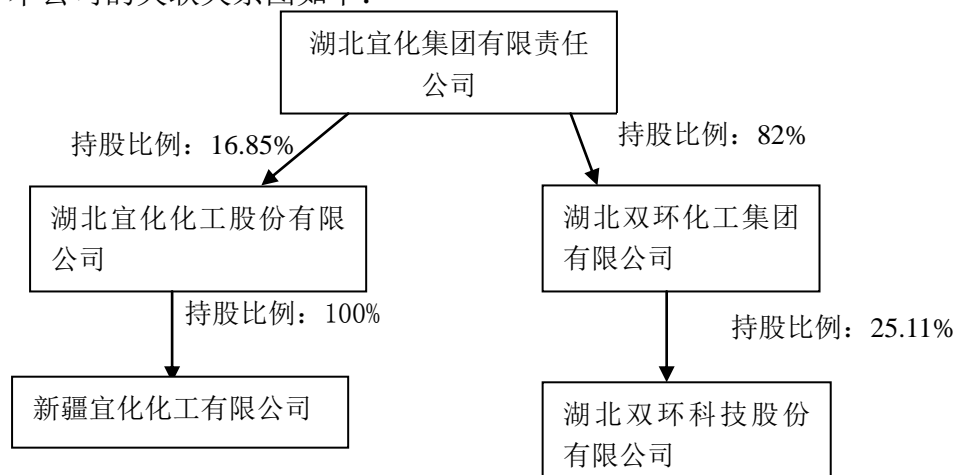 本公司的关联关系图如下：
湖北宜化集团有限责任
公司
持股比例：16.85%
持股比例：82%
湖北宜化化工股份有限
公司
湖北双环化工集团
有限公司
持股比例：100%
持股比例：25.11%
新疆宜化化工有限公司
湖北双环科技股份
有限公司